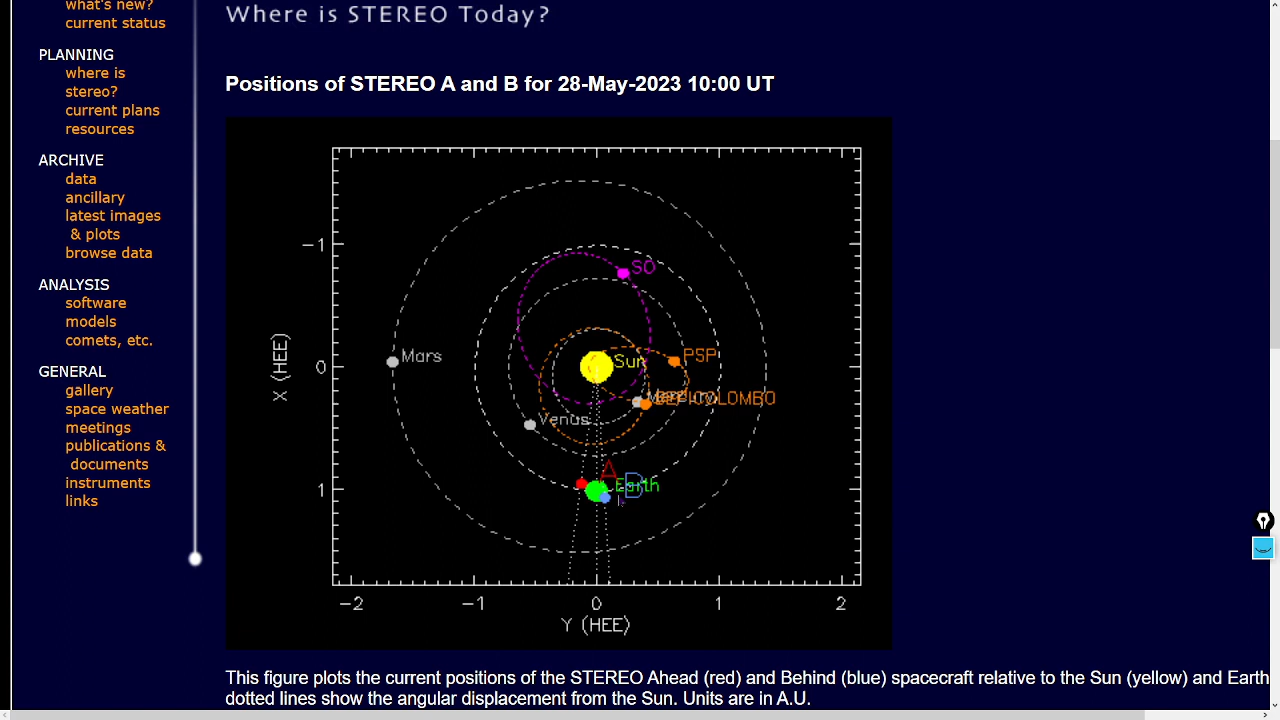 what's new?
current status
PLANNING
where is
stereo?
current plans
resources
ARCHIVE
data
ancillary
latest images
& plots
browse data
ANALYSIS
software
models
comets, etc.
GENERAL
gallery
space weather
meetings
publications &
documents
instruments
links
Where is STEREO Today?
Positions of STEREO A and B for 28-May-2023 10:00 UT
-1
SO
X (HEE)
Mars
0
Sun
PSP
BEPICOLOMBO
Venus
A
B
Earth
1
-2
-1
0
1
2
Y (HEE)
This figure plots the current positions of the STEREO Ahead (red) and Behind (blue) spacecraft relative to the Sun (yellow) and Earth
dotted lines show the angular displacement from the Sun. Units are in A.U.